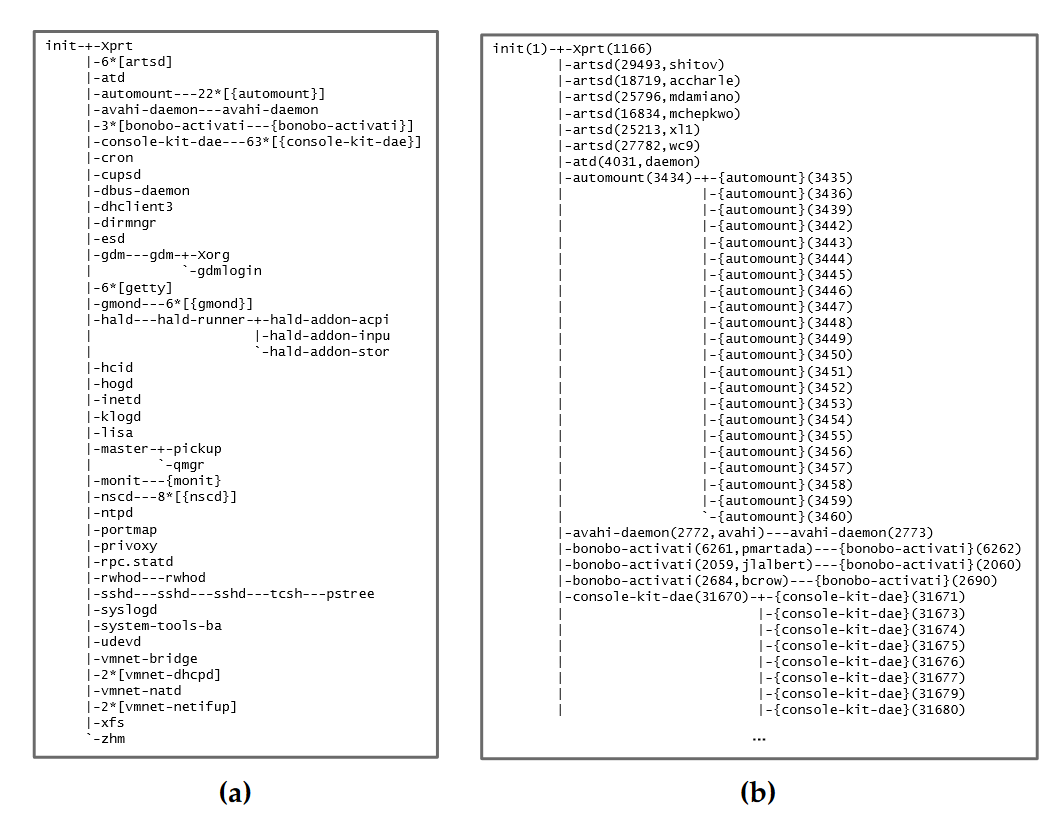 init-+-Xprt
     |-6*[artsd]
     |-atd
     |-automount---22*[{automount}]
     |-avahi-daemon---avahi-daemon
     |-3*[bonobo-activati---{bonobo-activati}]
     |-console-kit-dae---63*[{console-kit-dae}]
     |-cron
     |-cupsd
     |-dbus-daemon
     |-dhclient3
     |-dirmngr
     |-esd
     |-gdm---gdm-+-Xorg
     |           `-gdmlogin
     |-6*[getty]
     |-gmond---6*[{gmond}]
     |-hald---hald-runner-+-hald-addon-acpi
     |                    |-hald-addon-inpu
     |                    `-hald-addon-stor
     |-hcid
     |-hogd
     |-inetd
     |-klogd
     |-lisa
     |-master-+-pickup
     |        `-qmgr
     |-monit---{monit}
     |-nscd---8*[{nscd}]
     |-ntpd
     |-portmap
     |-privoxy
     |-rpc.statd
     |-rwhod---rwhod
     |-sshd---sshd---sshd---tcsh---pstree
     |-syslogd
     |-system-tools-ba
     |-udevd
     |-vmnet-bridge
     |-2*[vmnet-dhcpd]
     |-vmnet-natd
     |-2*[vmnet-netifup]
     |-xfs
     `-zhm
(a)
init(1)-+-Xprt(1166)
        |-artsd(29493,shitov)
        |-artsd(18719,accharle)
        |-artsd(25796,mdamiano)
        |-artsd(16834,mchepkwo)
        |-artsd(25213,xl1)
        |-artsd(27782,wc9)
        |-atd(4031,daemon)
        |-automount(3434)-+-{automount}(3435)
        |                 |-{automount}(3436)
        |                 |-{automount}(3439)
        |                 |-{automount}(3442)
        |                 |-{automount}(3443)
        |                 |-{automount}(3444)
        |                 |-{automount}(3445)
        |                 |-{automount}(3446)
        |                 |-{automount}(3447)
        |                 |-{automount}(3448)
        |                 |-{automount}(3449)
        |                 |-{automount}(3450)
        |                 |-{automount}(3451)
        |                 |-{automount}(3452)
        |                 |-{automount}(3453)
        |                 |-{automount}(3454)
        |                 |-{automount}(3455)
        |                 |-{automount}(3456)
        |                 |-{automount}(3457)
        |                 |-{automount}(3458)
        |                 |-{automount}(3459)
        |                 `-{automount}(3460)
        |-avahi-daemon(2772,avahi)---avahi-daemon(2773)
        |-bonobo-activati(6261,pmartada)---{bonobo-activati}(6262)
        |-bonobo-activati(2059,jlalbert)---{bonobo-activati}(2060)
        |-bonobo-activati(2684,bcrow)---{bonobo-activati}(2690)
        |-console-kit-dae(31670)-+-{console-kit-dae}(31671)
        |                        |-{console-kit-dae}(31673)
        |                        |-{console-kit-dae}(31674)
        |                        |-{console-kit-dae}(31675)
        |                        |-{console-kit-dae}(31676)
        |                        |-{console-kit-dae}(31677)
        |                        |-{console-kit-dae}(31679)
        |                        |-{console-kit-dae}(31680)
...
(b)